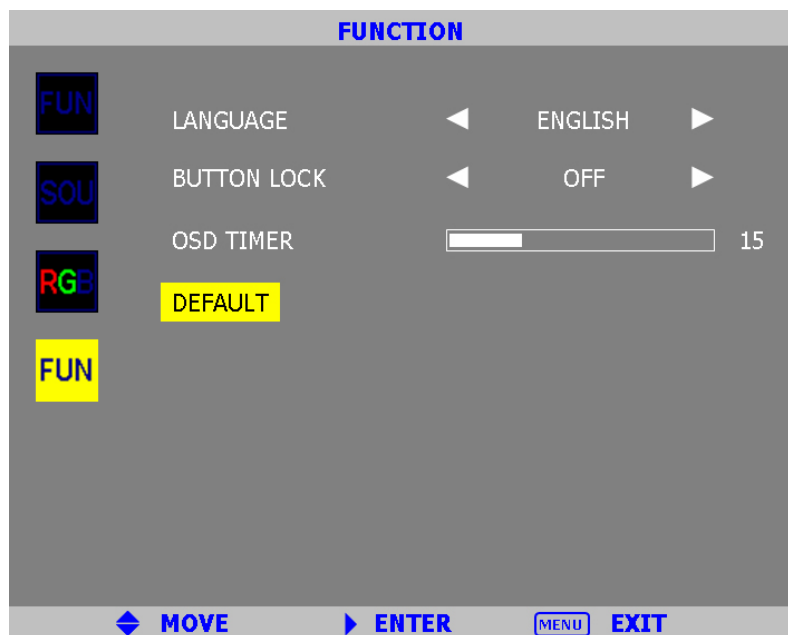 FUNCTION
FUN
LANGUAGE ENGLISH
SOU
BUTTON LOCK OFF
OSD TIMER 15
RGB
DEFAULT
FUN
MOVE ENTER MENU EXIT